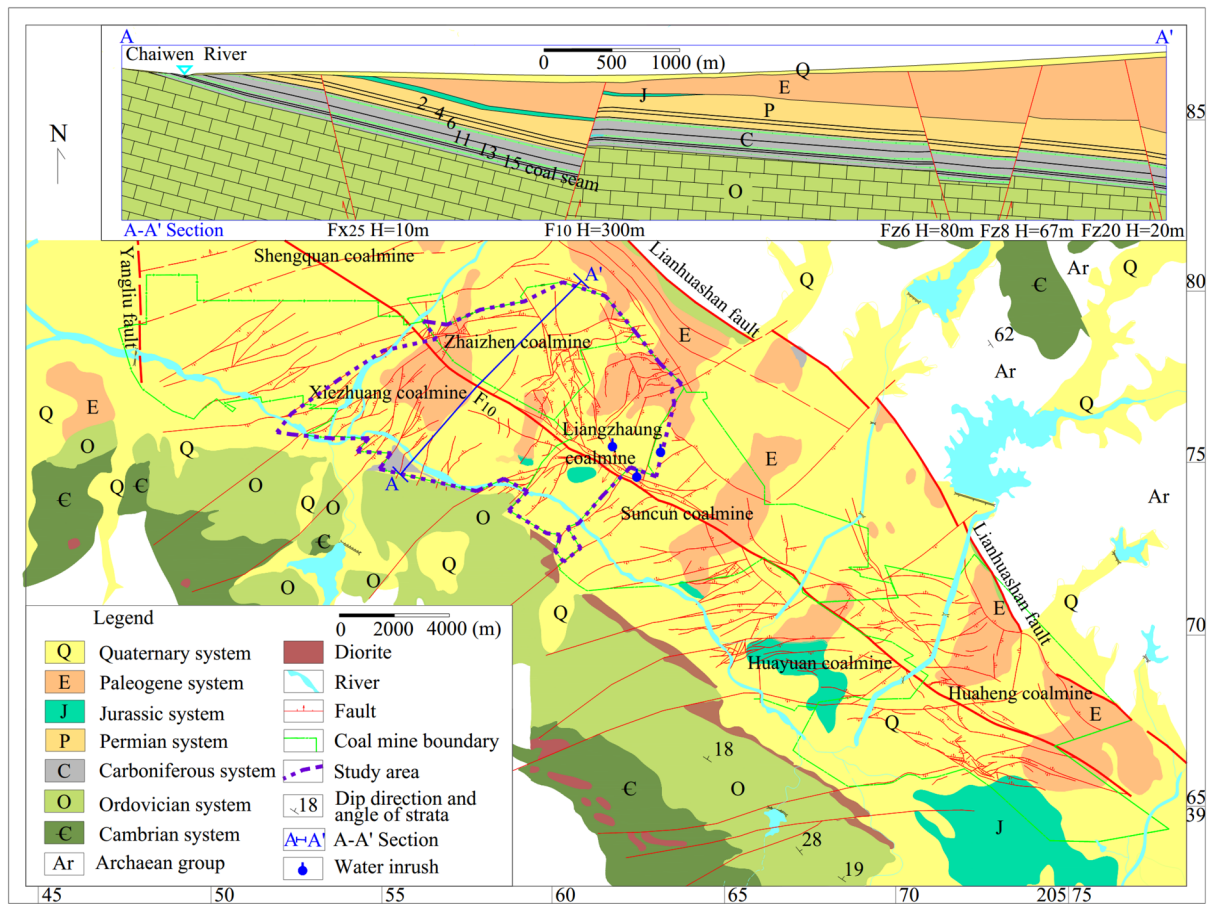 A
A'
Chaiwen River
0 500 1000 (m)
Q
E
J
P
C
O
2 4 6
11 13 15 coal seam
N
A-A' Section
Fx25 H=10m
F10 H=300m
Fz6 H=80m
Fz8 H=67m
Fz20 H=20m
85
80
75
70
65
39
Yangliu fault
Shengquan coalmine
Lianhuashan fault
A'
Q
Є
Ar
Q
62
Ar
Q
E
Zhaizhen coalmine
Xiezhuang coalmine
F10
Liangzhaung
coalmine
A
Q
E
O
Q
Є
Q
Є
O
Q
O
Є
O
O
O
Q
E
Ar
Suncun coalmine
Lianhuashan fault
Q
E
Q
Huayuan coalmine
Huaheng coalmine
E
Q
18
Є
O
J
28
19
Legend
0 2000 4000 (m)
Q Quaternary system
E Paleogene system
J Jurassic system
P Permian system
C Carboniferous system
O Ordovician system
Є Cambrian system
Ar Archaean group
Diorite
River
Fault
Coal mine boundary
Study area
18 Dip direction and
angle of strata
A A' A-A' Section
Water inrush
45 50 55 60 65 70 205 75